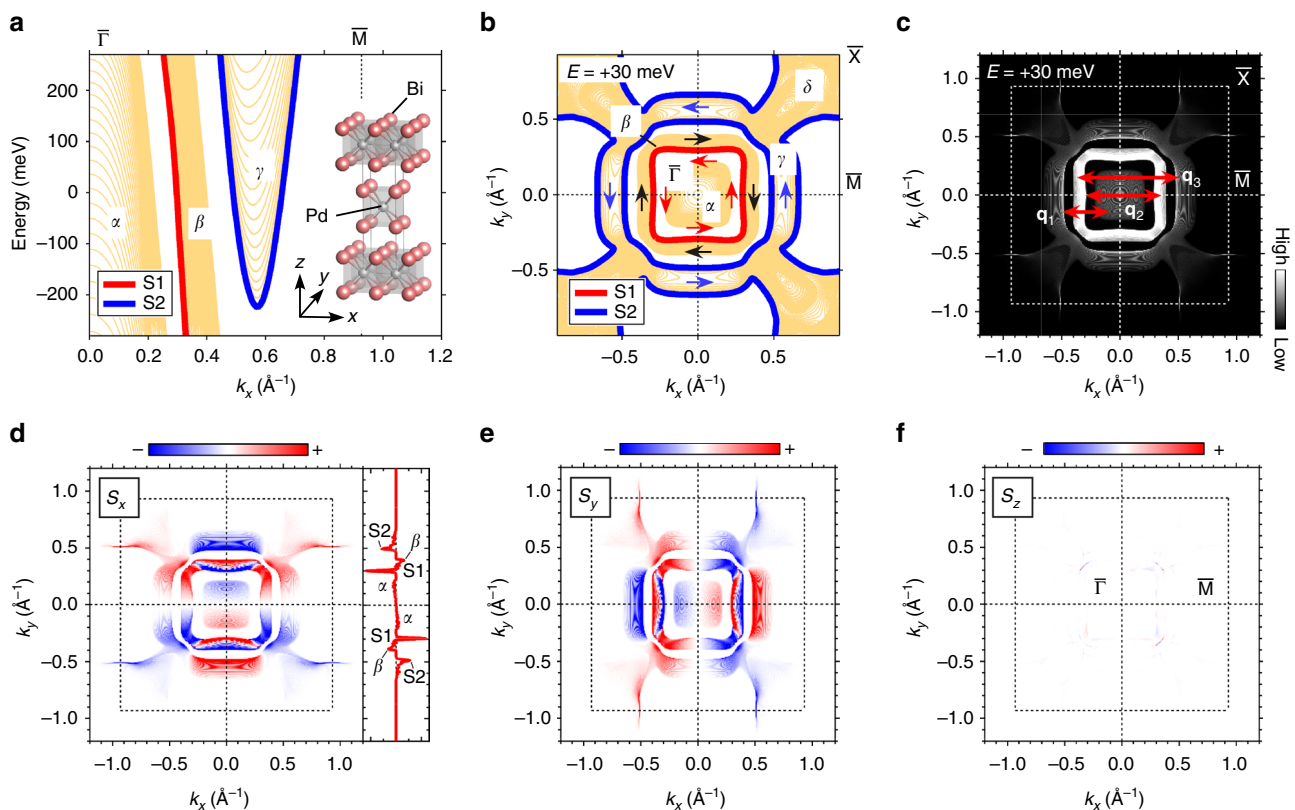 a
Γ̅
M̅
Energy (meV)
200
100
0
−100
−200
α
β
γ
Bi
Pd
z
y
x
S1
S2
0.0
0.2
0.4
0.6
0.8
1.0
1.2
kₓ (Å⁻¹)
b
E = +30 meV
X̅
δ
β
Γ̅
γ
M̅
α
k_y (Å⁻¹)
0.5
0.0
−0.5
S1
S2
−0.5
0.0
0.5
kₓ (Å⁻¹)
c
E = +30 meV
X̅
M̅
q₃
q₁
q₂
k_y (Å⁻¹)
1.0
0.5
0.0
−0.5
−1.0
−1.0
−0.5
0.0
0.5
1.0
kₓ (Å⁻¹)
High
Low
d
− +
Sₓ
k_y (Å⁻¹)
1.0
0.5
0.0
−0.5
−1.0
S2
β
S1
α
α
S1
β
S2
−1.0 −0.5 0.0 0.5 1.0
kₓ (Å⁻¹)
e
− +
S_y
k_y (Å⁻¹)
1.0
0.5
0.0
−0.5
−1.0
−1.0 −0.5 0.0 0.5 1.0
kₓ (Å⁻¹)
f
− +
S_z
Γ̅
M̅
k_y (Å⁻¹)
1.0
0.5
0.0
−0.5
−1.0
−1.0 −0.5 0.0 0.5 1.0
kₓ (Å⁻¹)